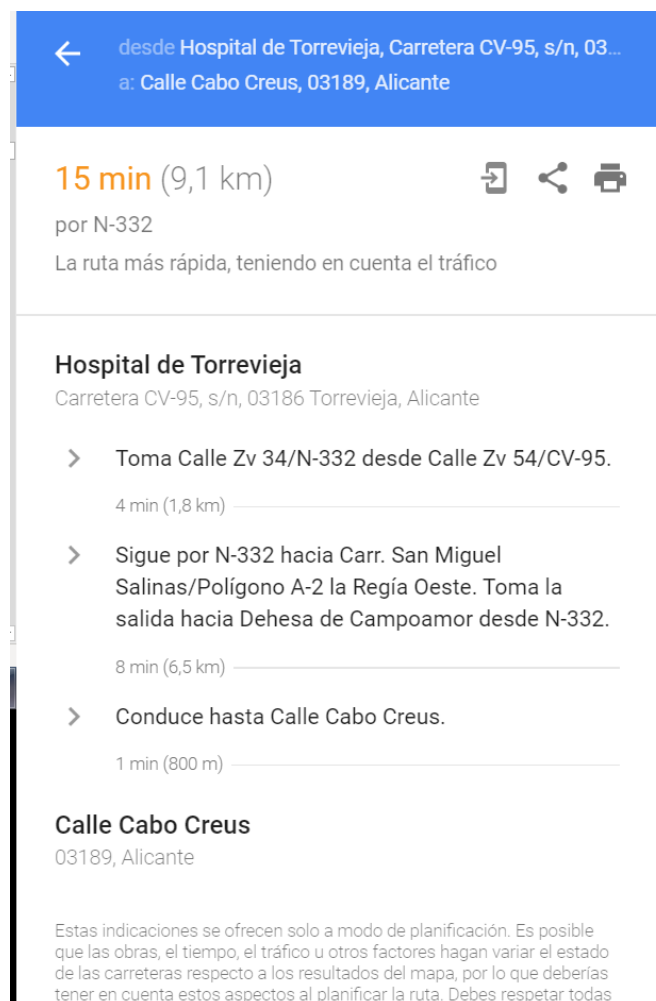 desde Hospital de Torrevieja, Carretera CV-95, s/n, 03...
a: Calle Cabo Creus, 03189, Alicante
15 min (9,1 km)
por N-332
La ruta más rápida, teniendo en cuenta el tráfico
Hospital de Torrevieja
Carretera CV-95, s/n, 03186 Torrevieja, Alicante
Toma Calle Zv 34/N-332 desde Calle Zv 54/CV-95.
4 min (1,8 km)
Sigue por N-332 hacia Carr. San Miguel
Salinas/Polígono A-2 la Regía Oeste. Toma la
salida hacia Dehesa de Campoamor desde N-332.
8 min (6,5 km)
Conduce hasta Calle Cabo Creus.
1 min (800 m)
Calle Cabo Creus
03189, Alicante
Estas indicaciones se ofrecen solo a modo de planificación. Es posible
que las obras, el tiempo, el tráfico u otros factores hagan variar el estado
de las carreteras respecto a los resultados del mapa, por lo que deberías
tener en cuenta estos aspectos al planificar la ruta. Debes respetar todas